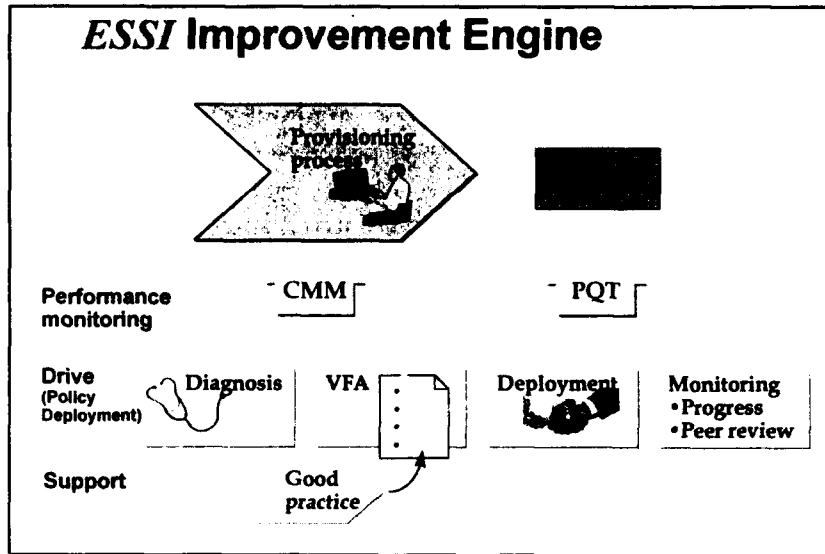 ESSI Improvement Engine
Provisioning
process
Performance
monitoring
CMM
PQT
Drive
(Policy
Deployment)
Diagnosis
VFA
Deployment
Monitoring
• Progress
• Peer review
Support
Good
practice